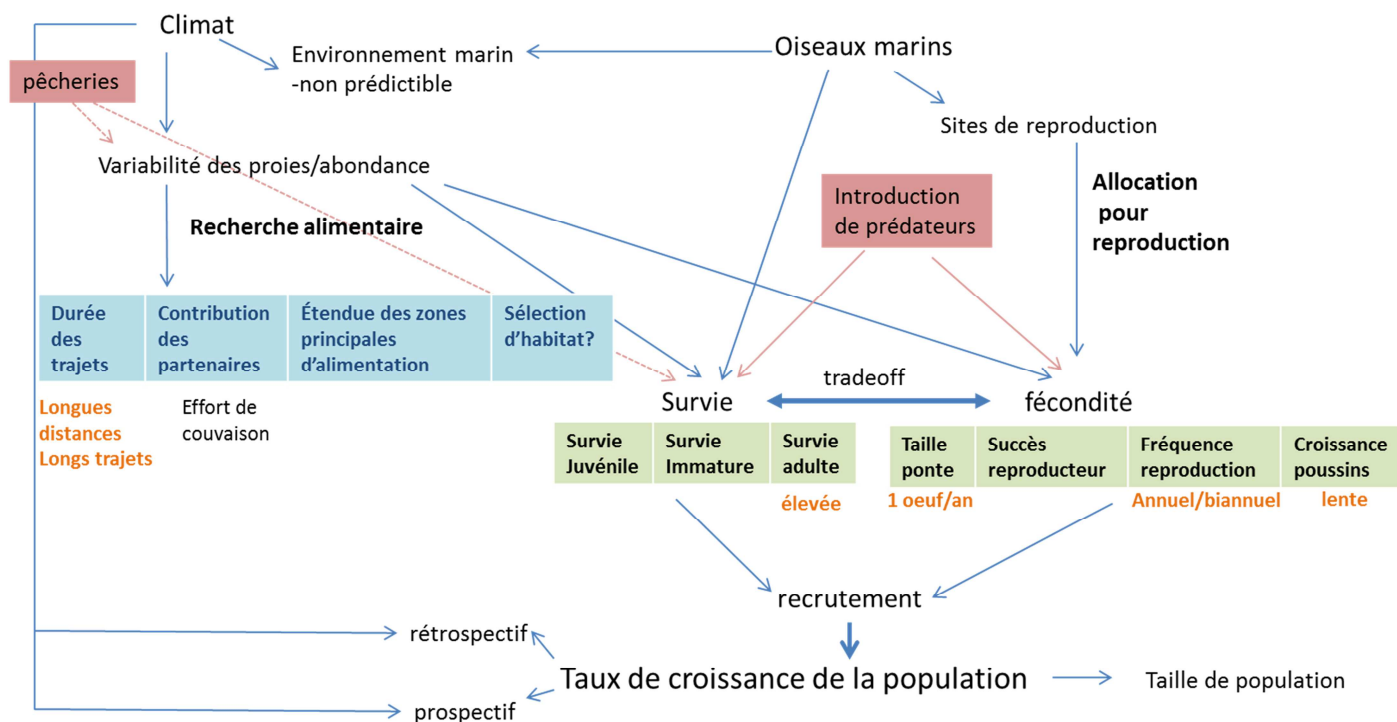 Climat
Oiseaux marins
Environnement marin
-non prédictible
pêcheries
Sites de reproduction
Variabilité des proies/abondance
Allocation
pour
reproduction
Introduction
de prédateurs
Recherche alimentaire
Durée
des
trajets
Contribution
des
partenaires
Étendue des zones
principales
d’alimentation
Sélection
d’habitat?
Longues
distances
Longs trajets
Effort de
couvaison
tradeoff
Survie
fécondité
Survie
Juvénile
Survie
Immature
Survie
adulte
élevée
Taille
ponte
Succès
reproducteur
Fréquence
reproduction
Croissance
poussins
1 oeuf/an
Annuel/biannuel
lente
recrutement
rétrospectif
Taux de croissance de la population
Taille de population
prospectif